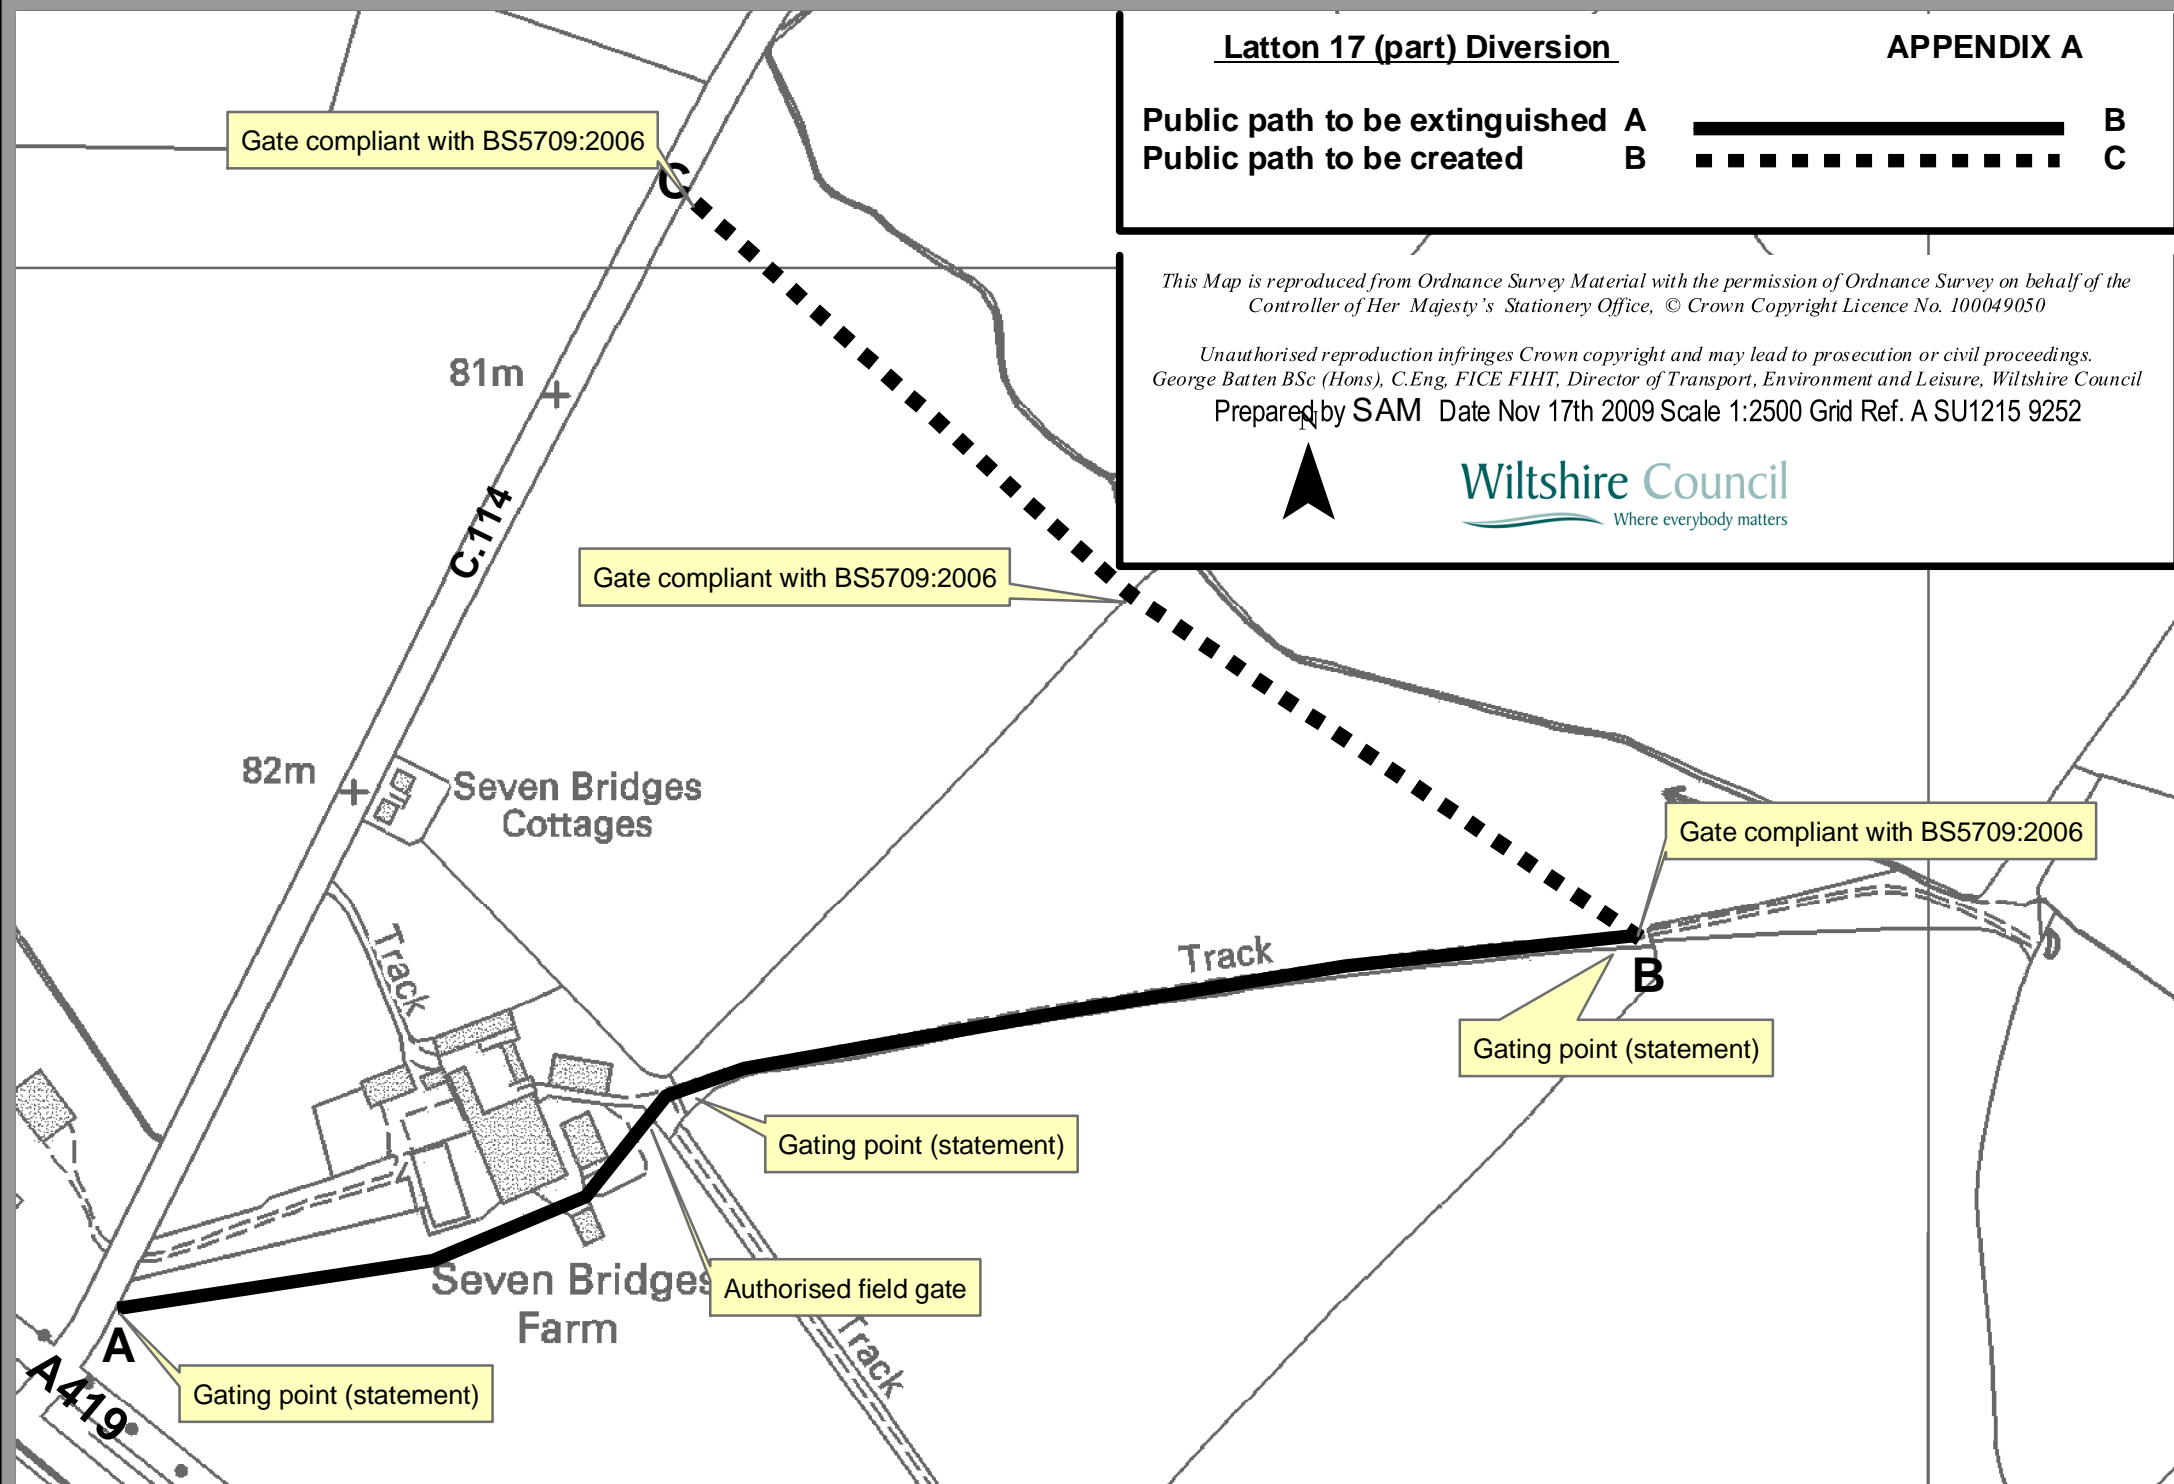 Latton 17 (part) Diversion APPENDIX A
Public path to be extinguished A B
Public path to be created B C
This Map is reproduced from Ordnance Survey Material with the permission of Ordnance Survey on behalf of the
Controller of Her Majesty's Stationery Office, © Crown Copyright Licence No. 100049050
Unauthorised reproduction infringes Crown copyright and may lead to prosecution or civil proceedings.
George Batten BSc (Hons), C.Eng, FICE FIHT, Director of Transport, Environment and Leisure, Wiltshire Council
Prepared by SAM Date Nov 17th 2009 Scale 1:2500 Grid Ref. A SU1215 9252
N
Wiltshire Council
Where everybody matters
Gate compliant with BS5709:2006
C
81m
C.114
Gate compliant with BS5709:2006
82m
Seven Bridges
Cottages
Gate compliant with BS5709:2006
Track
Track
B
Gating point (statement)
Gating point (statement)
Seven Bridges
Farm
Authorised field gate
Track
A
A419
Gating point (statement)